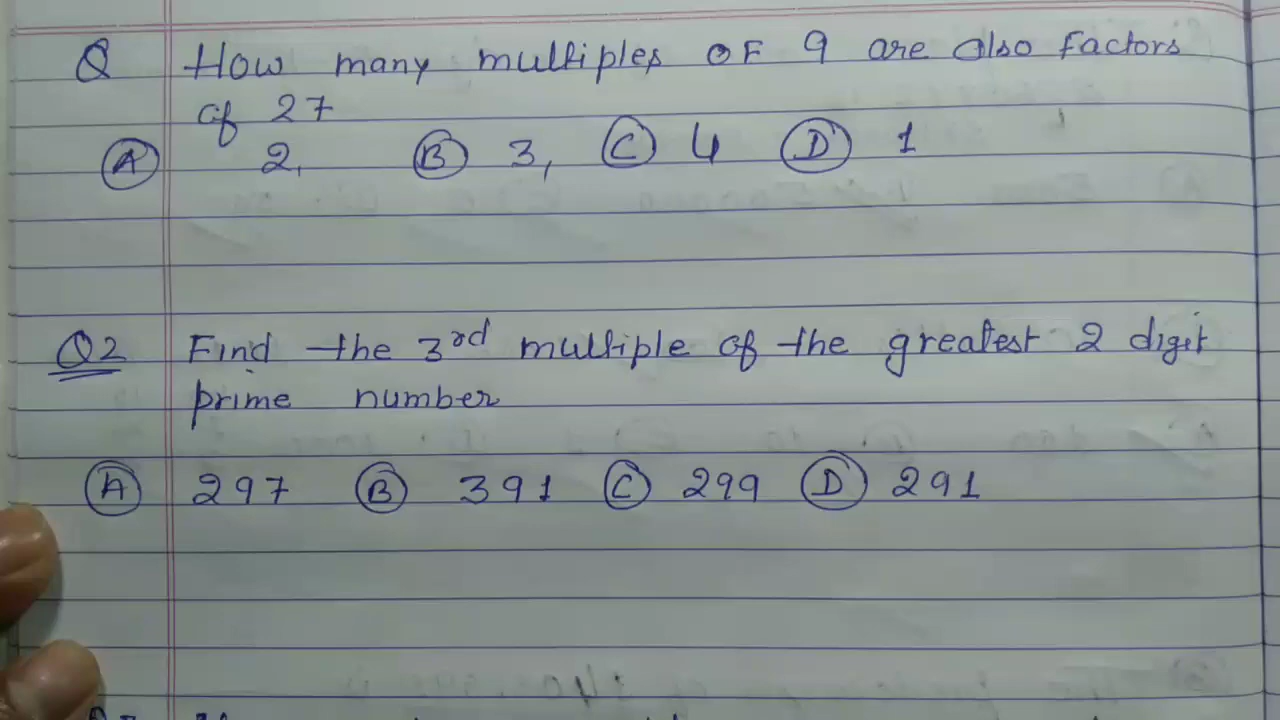 Q How many multiples of 9 are also factors
of 27
A 2, B 3, C 4 D 1
Q2 Find the 3rd multiple of the greatest 2 digit
prime number
A 297 B 391 C 299 D 291